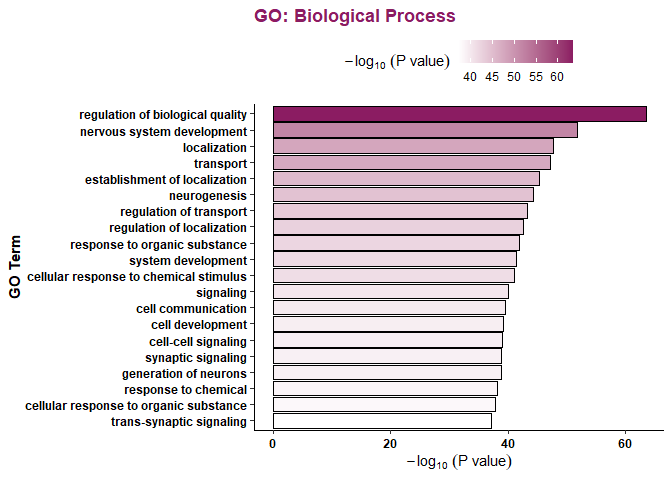 GO: Biological Process
−log10 (P value)
40 45 50 55 60
regulation of biological quality
nervous system development
localization
transport
establishment of localization
neurogenesis
regulation of transport
regulation of localization
response to organic substance
system development
cellular response to chemical stimulus
signaling
cell communication
cell development
cell-cell signaling
synaptic signaling
generation of neurons
response to chemical
cellular response to organic substance
trans-synaptic signaling
GO Term
0 20 40 60
−log10 (P value)